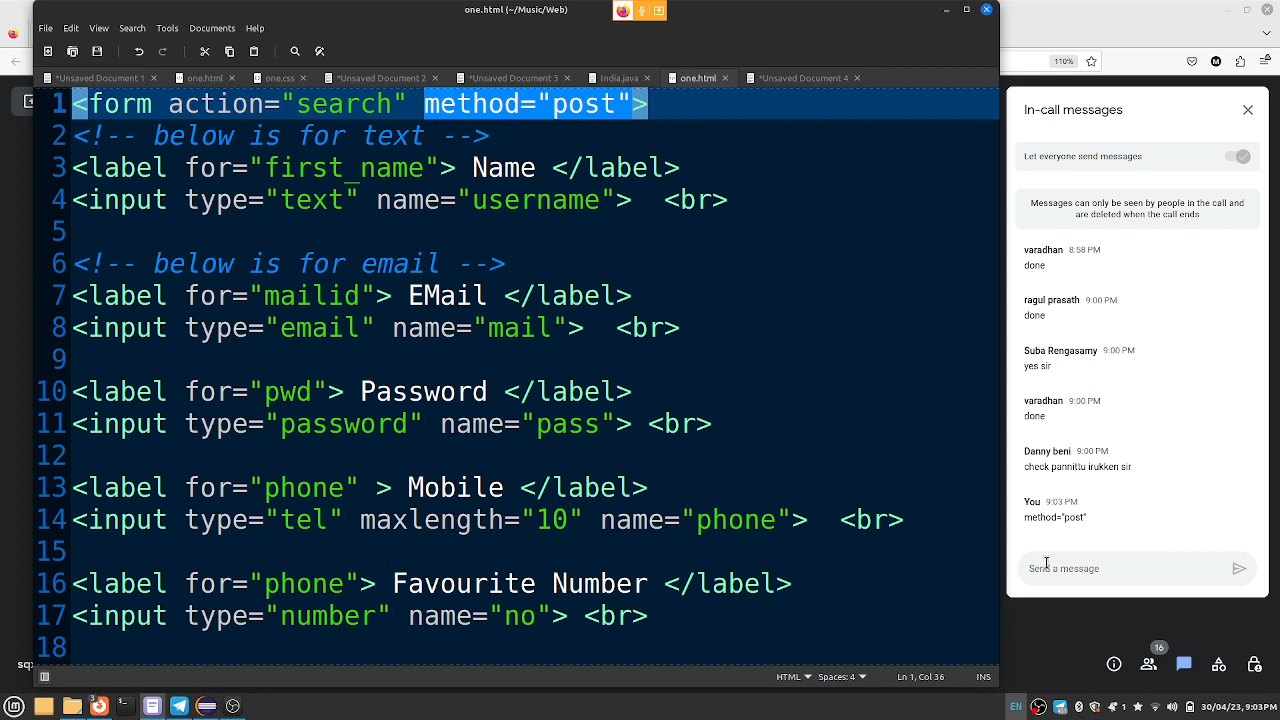 one.html (~/Music/Web)
File Edit View Search Tools Documents Help
*Unsaved Document 1 one.html one.css *Unsaved Document 2 *Unsaved Document 3 India.java one.html *Unsaved Document 4
1 <form action="search" method="post">
2 <!-- below is for text -->
3 <label for="first_name"> Name </label>
4 <input type="text" name="username">  <br>
5
6 <!-- below is for email -->
7 <label for="mailid"> EMail </label>
8 <input type="email" name="mail">  <br>
9
10 <label for="pwd"> Password </label>
11 <input type="password" name="pass"> <br>
12
13 <label for="phone" > Mobile </label>
14 <input type="tel" maxlength="10" name="phone">  <br>
15
16 <label for="phone"> Favourite Number </label>
17 <input type="number" name="no"> <br>
18
HTML Spaces: 4 Ln 1, Col 36 INS
110%
In-call messages
Let everyone send messages
Messages can only be seen by people in the call and
are deleted when the call ends
varadhan 8:58 PM
done
ragul prasath 9:00 PM
done
Suba Rengasamy 9:00 PM
yes sir
varadhan 9:00 PM
done
Danny beni 9:00 PM
check pannittu irukken sir
You 9:03 PM
method="post"
Send a message
16
sqx
3
EN 1 30/04/23, 9:03PM